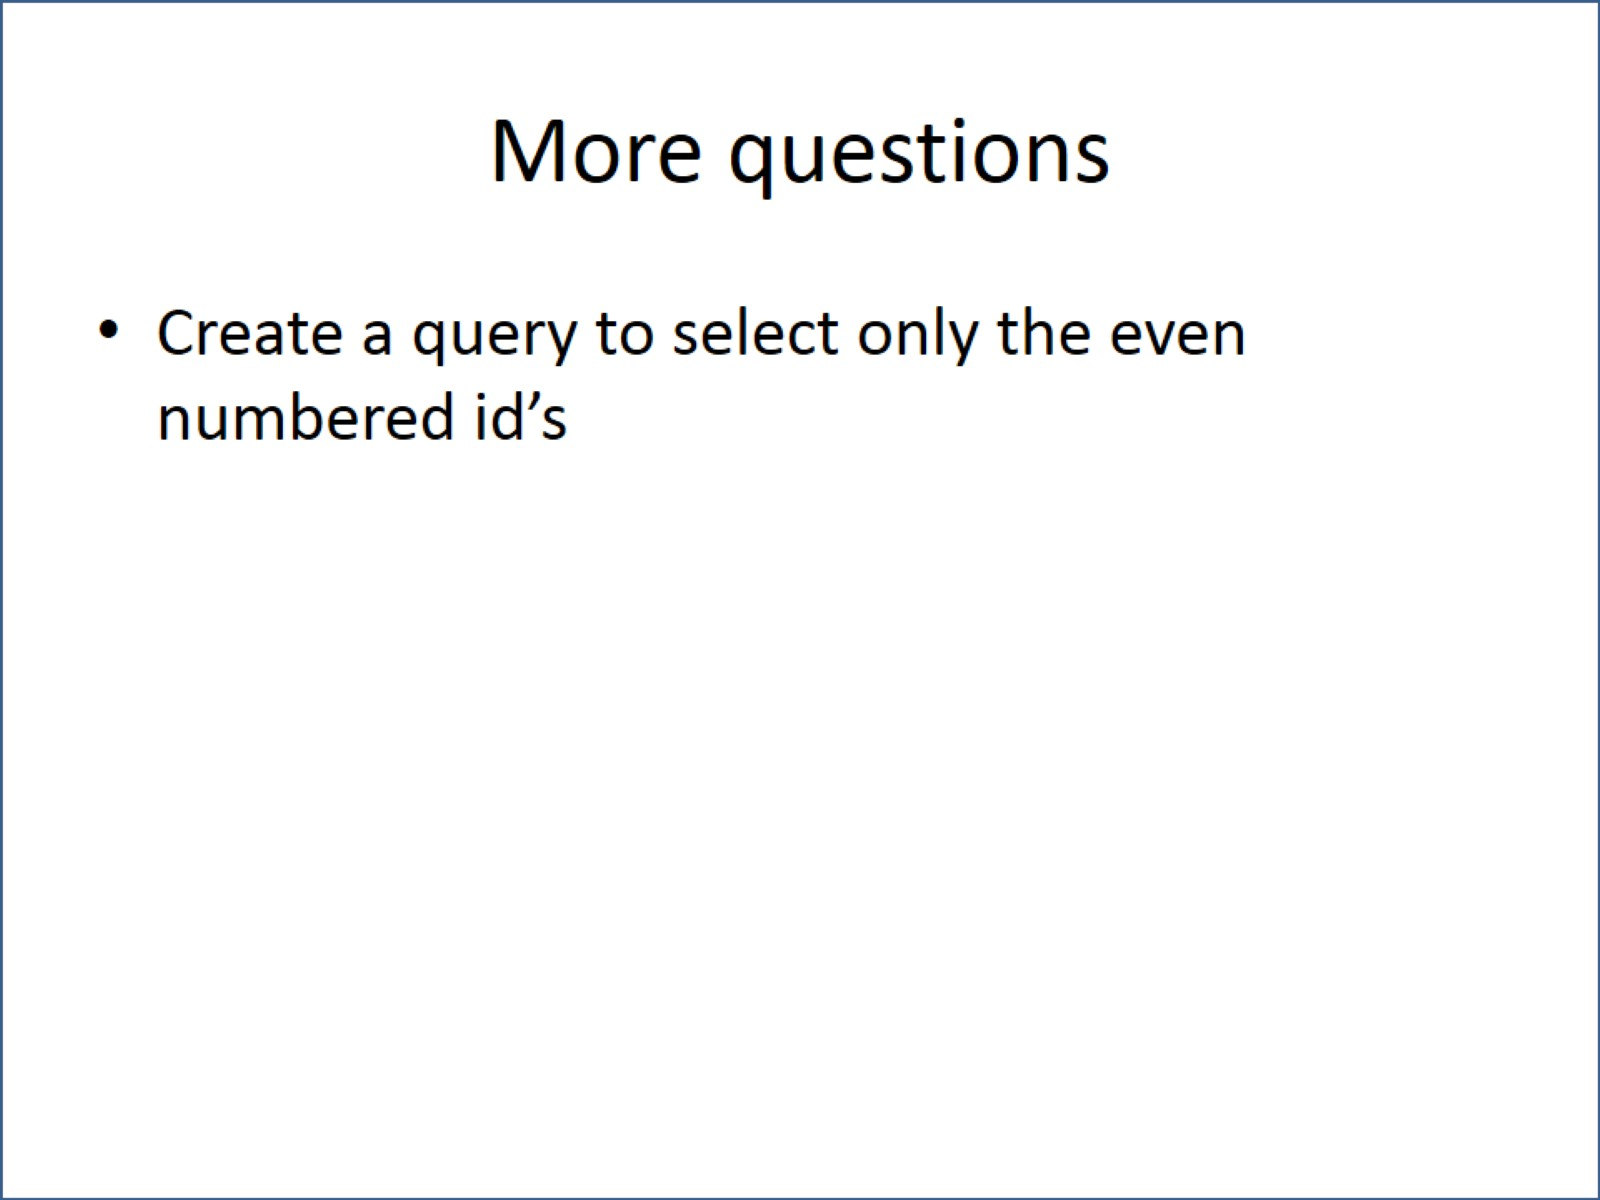 More questions
• Create a query to select only the even
numbered id’s